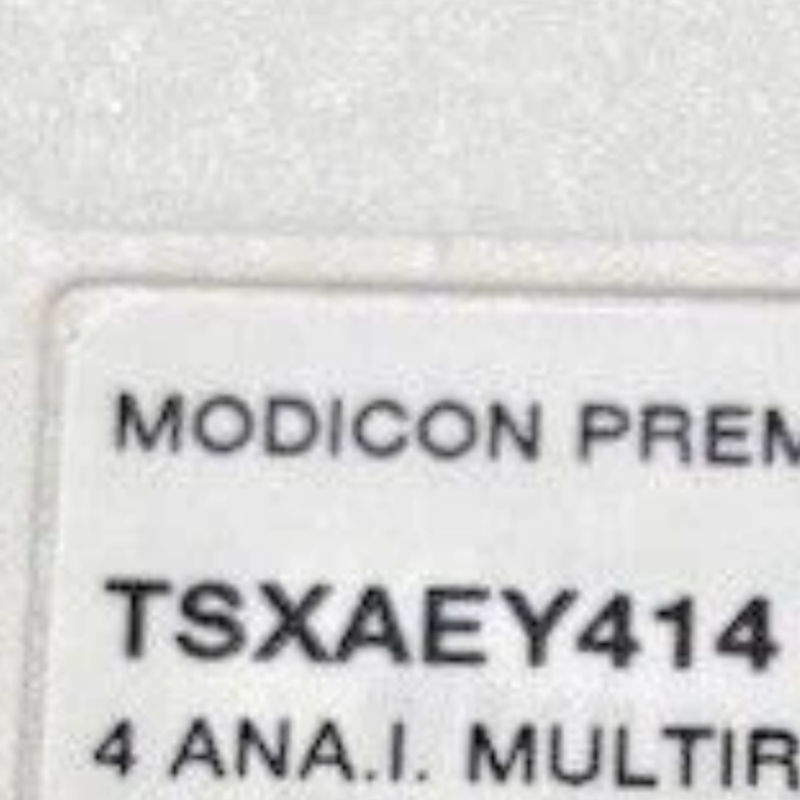 MODICON PREM
TSXAEY414
4 ANA.I. MULTIR